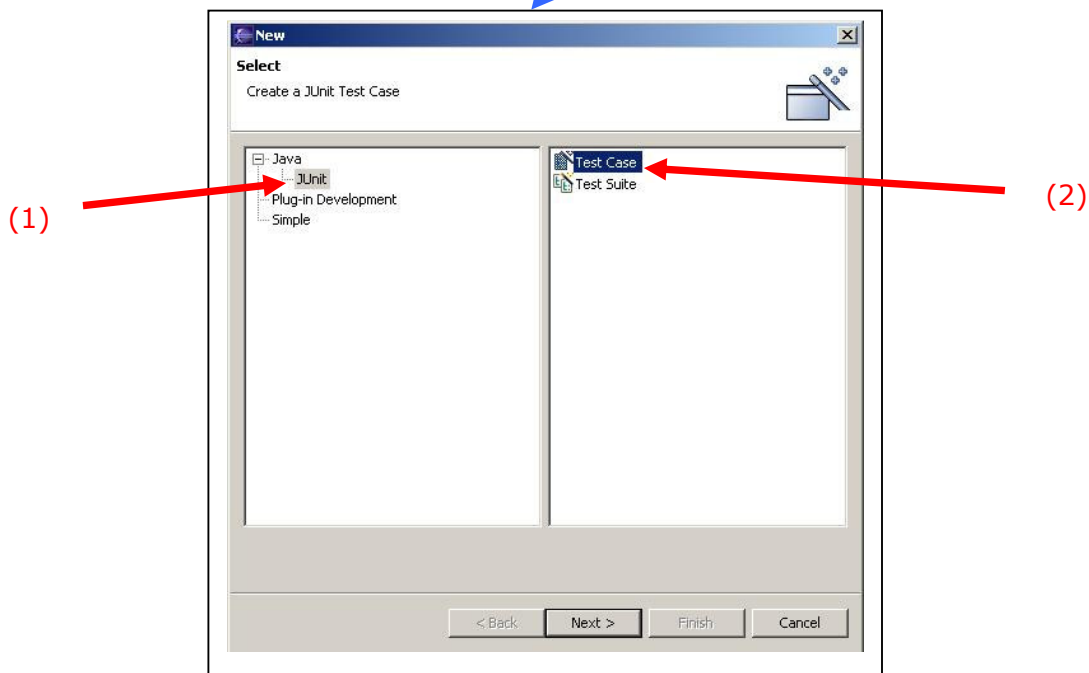 New
Select
Create a JUnit Test Case
Java
JUnit
Plug-in Development
Simple
Test Case
Test Suite
(1)
(2)
< Back
Next >
Finish
Cancel